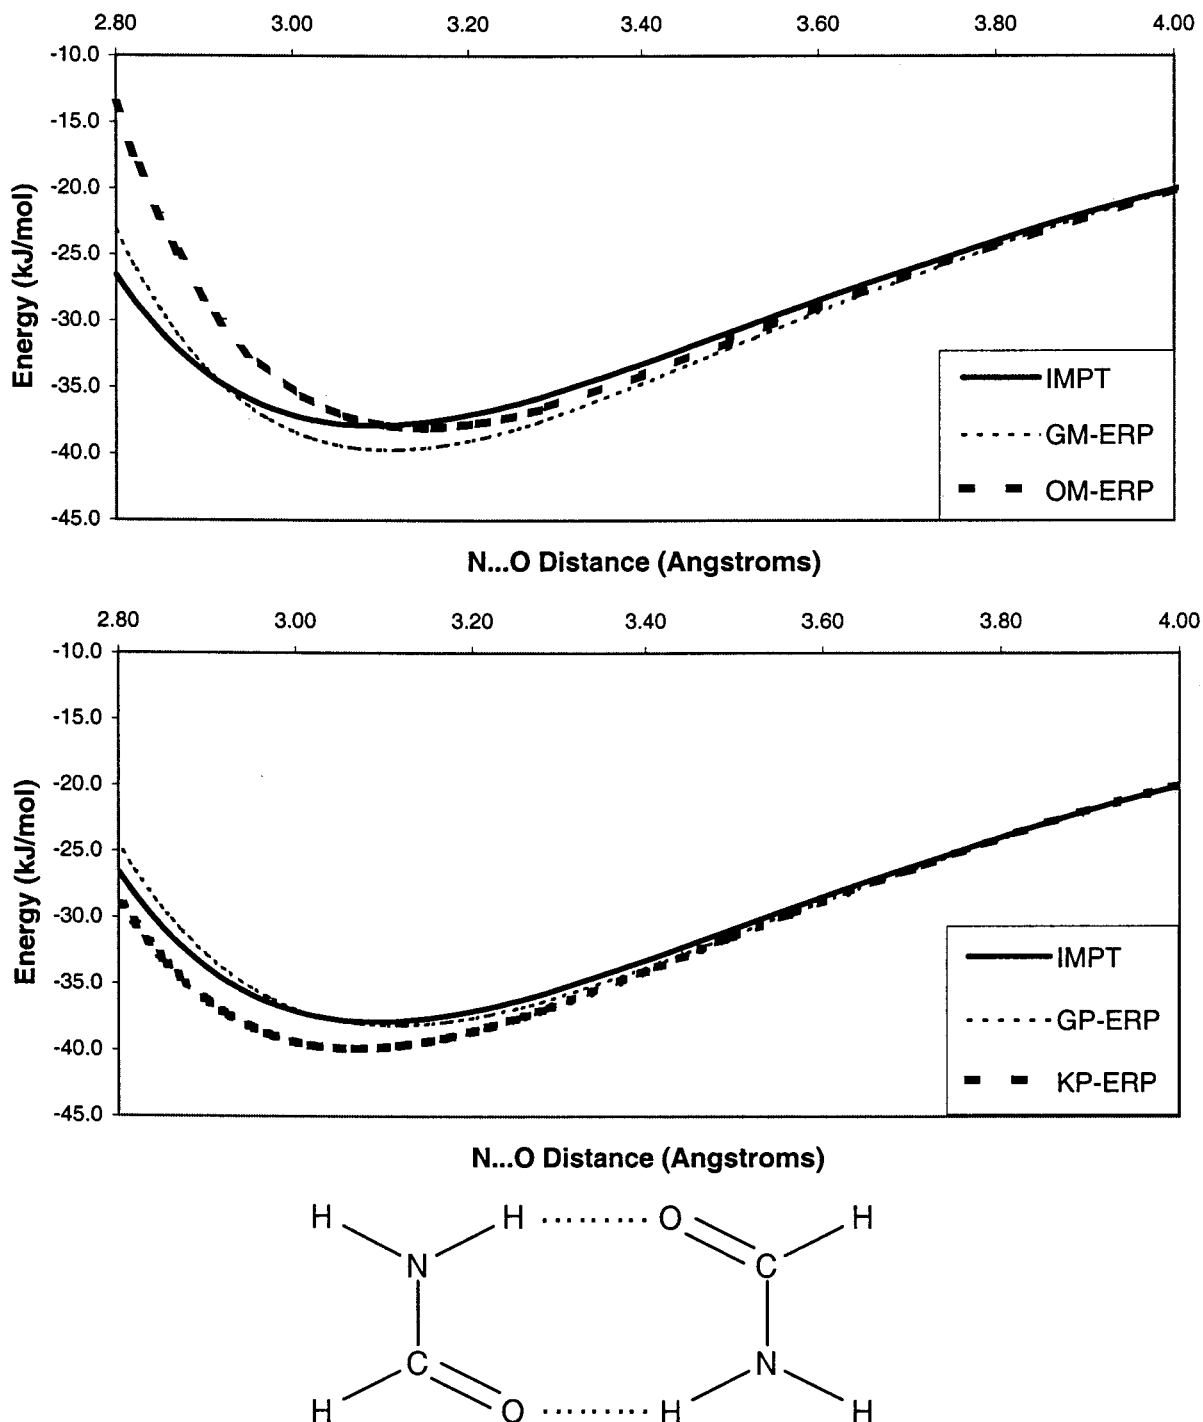 2.80 3.00 3.20 3.40 3.60 3.80 4.00
-10.0
-15.0
-20.0
-25.0
-30.0
-35.0
-40.0
-45.0
Energy (kJ/mol)
IMPT
GM-ERP
OM-ERP
N...O Distance (Angstroms)
2.80 3.00 3.20 3.40 3.60 3.80 4.00
-10.0
-15.0
-20.0
-25.0
-30.0
-35.0
-40.0
-45.0
Energy (kJ/mol)
IMPT
GP-ERP
KP-ERP
N...O Distance (Angstroms)
H H O H
N C
C N
H O H H